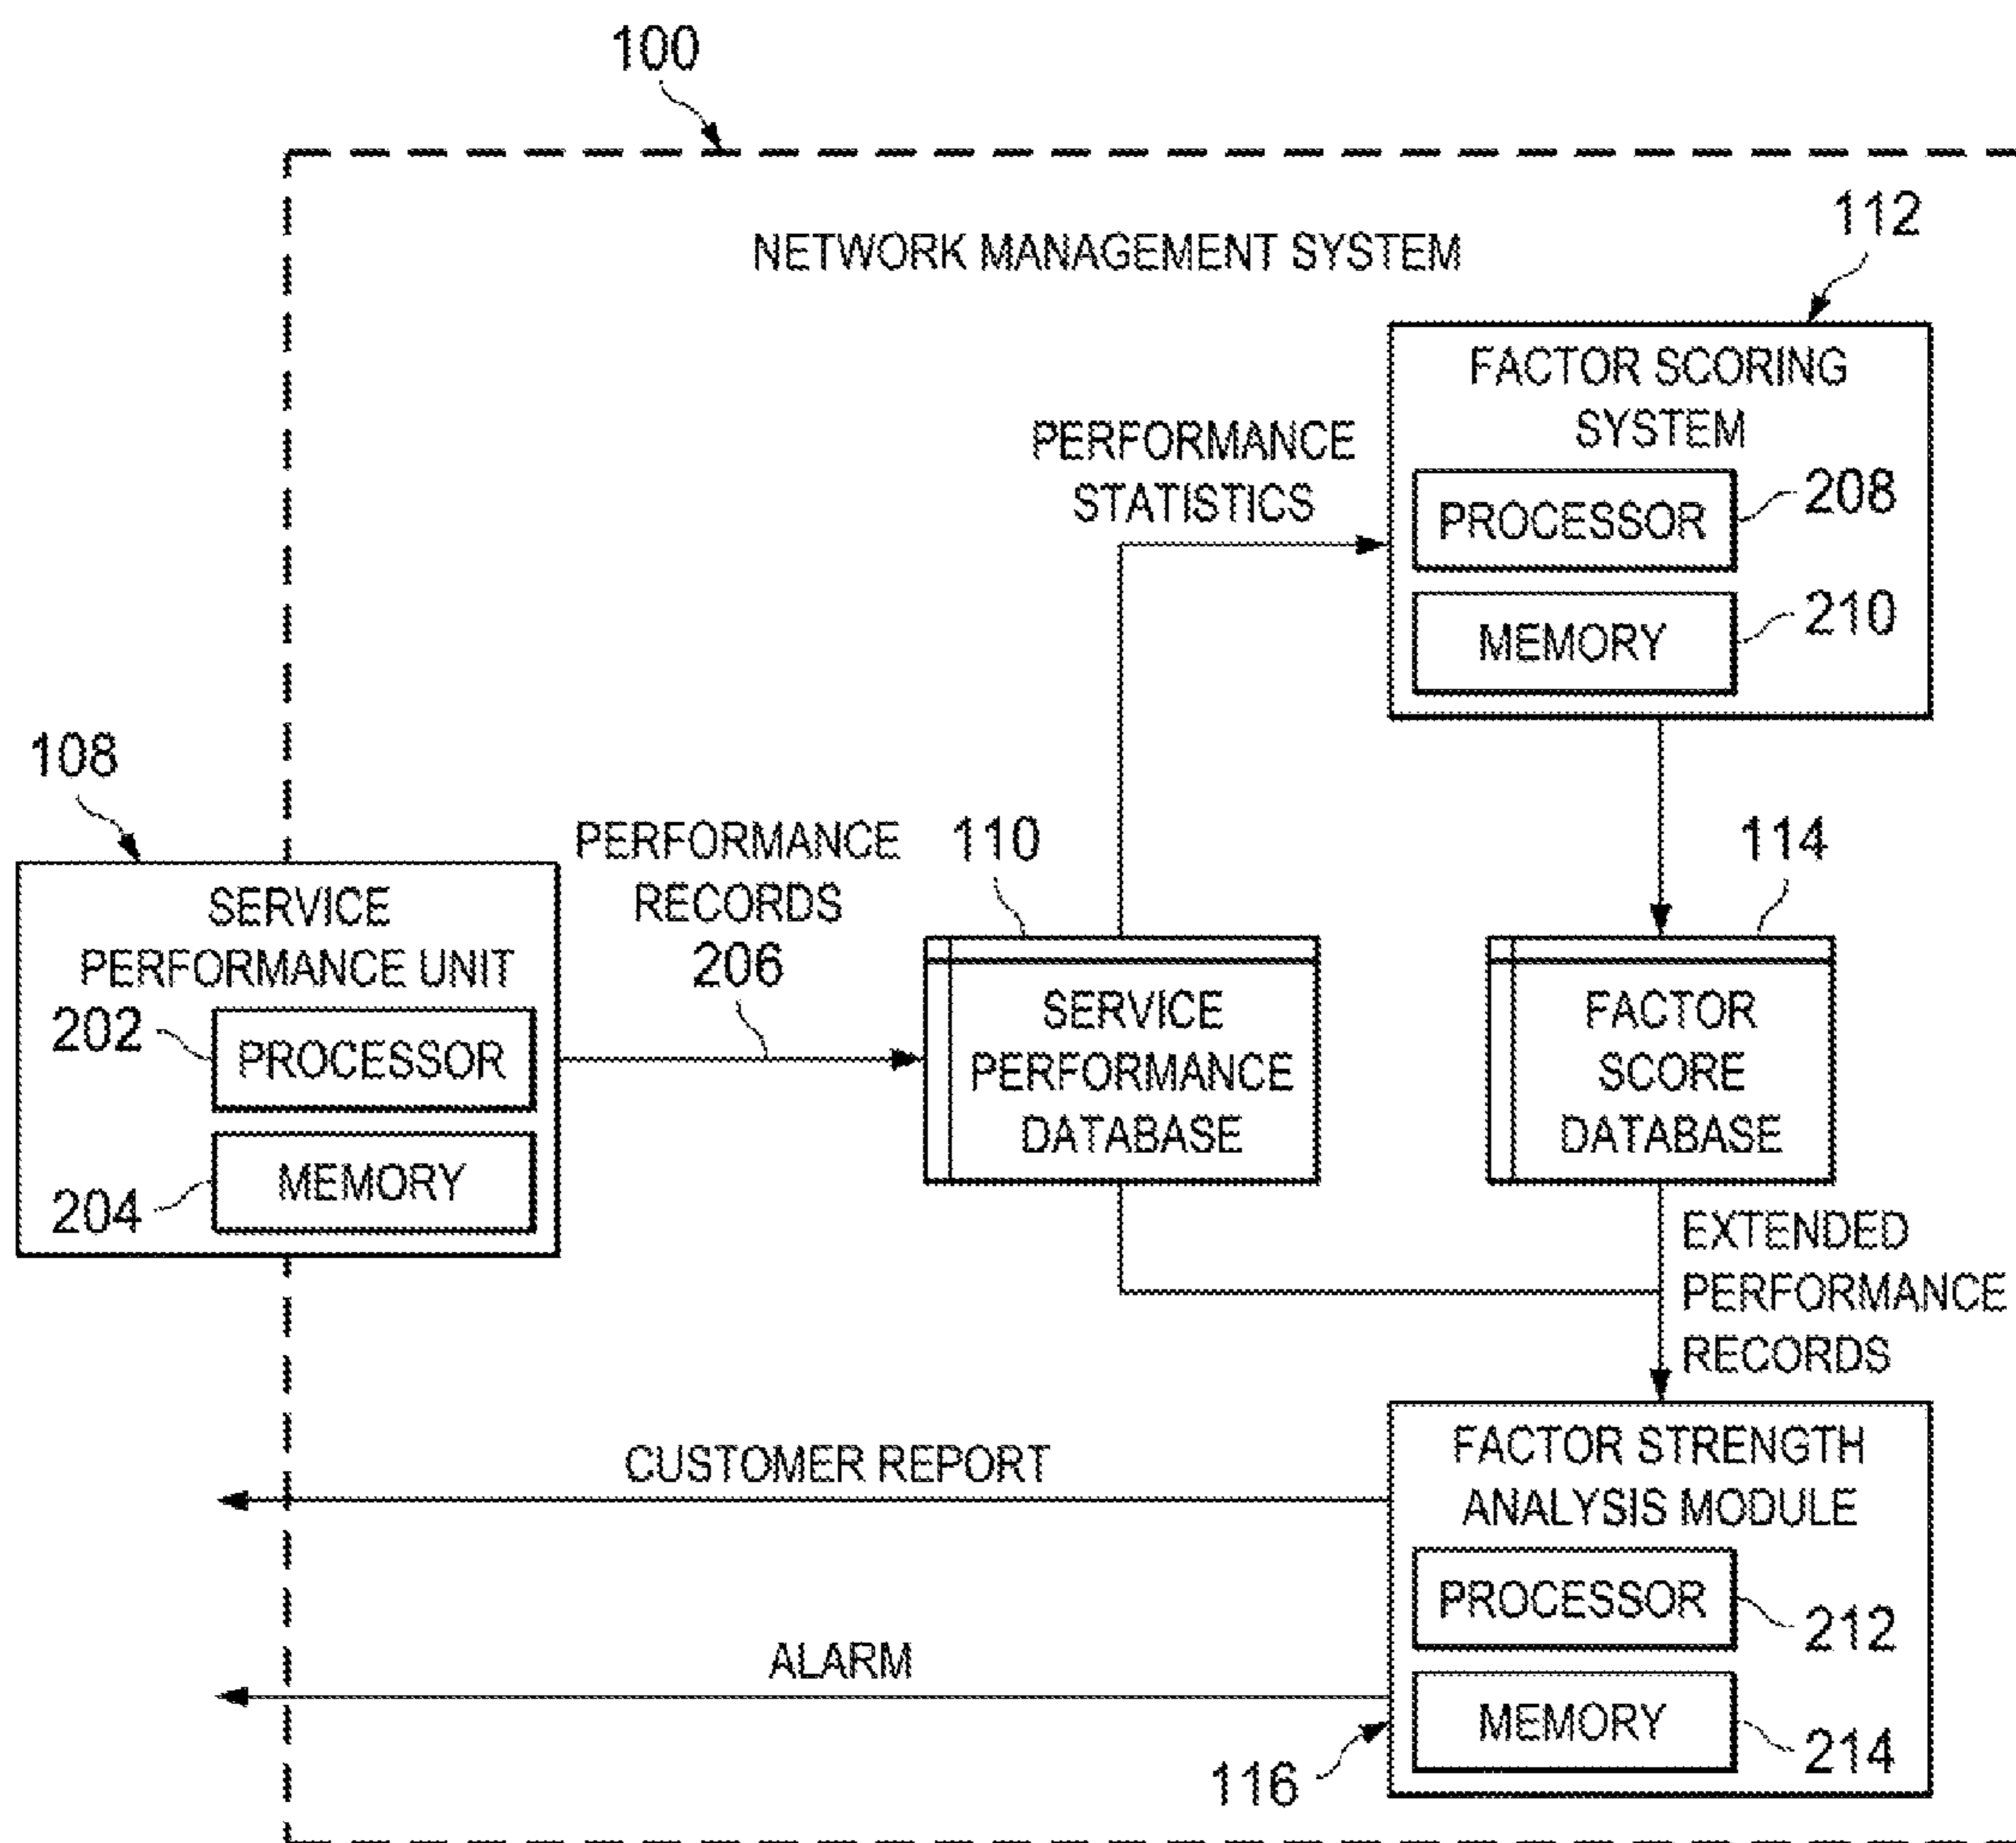 100
NETWORK MANAGEMENT SYSTEM
112
FACTOR SCORING
SYSTEM
PROCESSOR
208
MEMORY
210
PERFORMANCE
STATISTICS
108
SERVICE
PERFORMANCE UNIT
202
PROCESSOR
204
MEMORY
PERFORMANCE
RECORDS
206
110
SERVICE
PERFORMANCE
DATABASE
114
FACTOR
SCORE
DATABASE
EXTENDED
PERFORMANCE
RECORDS
CUSTOMER REPORT
ALARM
FACTOR STRENGTH
ANALYSIS MODULE
PROCESSOR
212
MEMORY
214
116